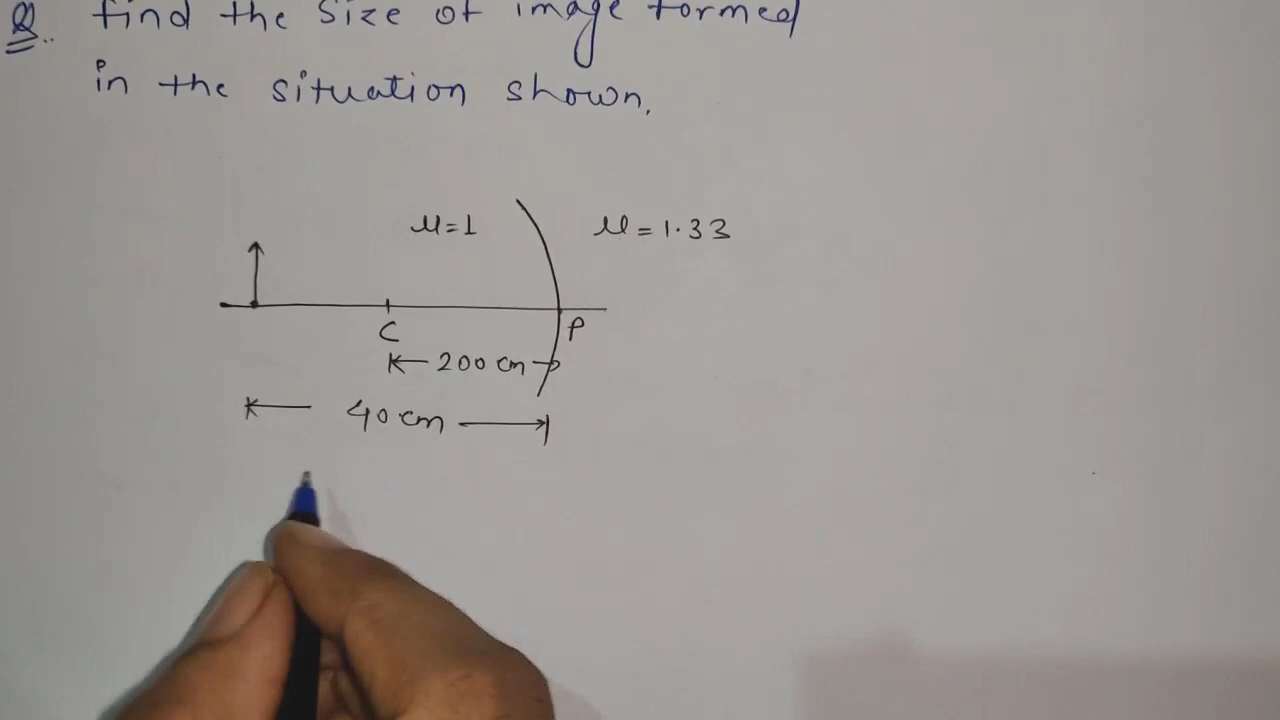 Q. find the size of image formed
in the situation shown.
μ=1 μ=1.33
C P
200 cm
40 cm